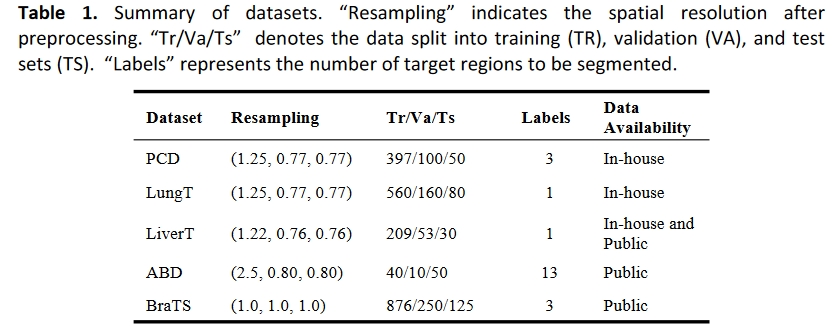 Table 1. Summary of datasets. “Resampling” indicates the spatial resolution after
preprocessing. “Tr/Va/Ts” denotes the data split into training (TR), validation (VA), and test
sets (TS). “Labels” represents the number of target regions to be segmented.
Dataset Resampling Tr/Va/Ts Labels Data Availability
PCD (1.25, 0.77, 0.77) 397/100/50 3 In-house
LungT (1.25, 0.77, 0.77) 560/160/80 1 In-house
LiverT (1.22, 0.76, 0.76) 209/53/30 1 In-house and Public
ABD (2.5, 0.80, 0.80) 40/10/50 13 Public
BraTS (1.0, 1.0, 1.0) 876/250/125 3 Public